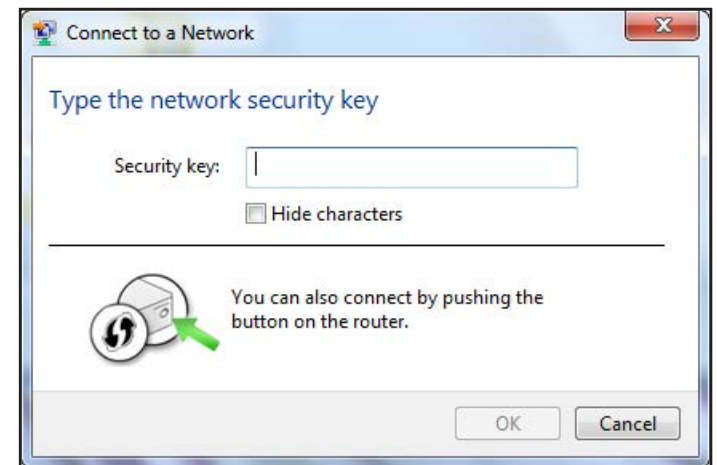 Connect to a Network
Type the network security key
Security key:
Hide characters
You can also connect by pushing the
button on the router.
OK
Cancel